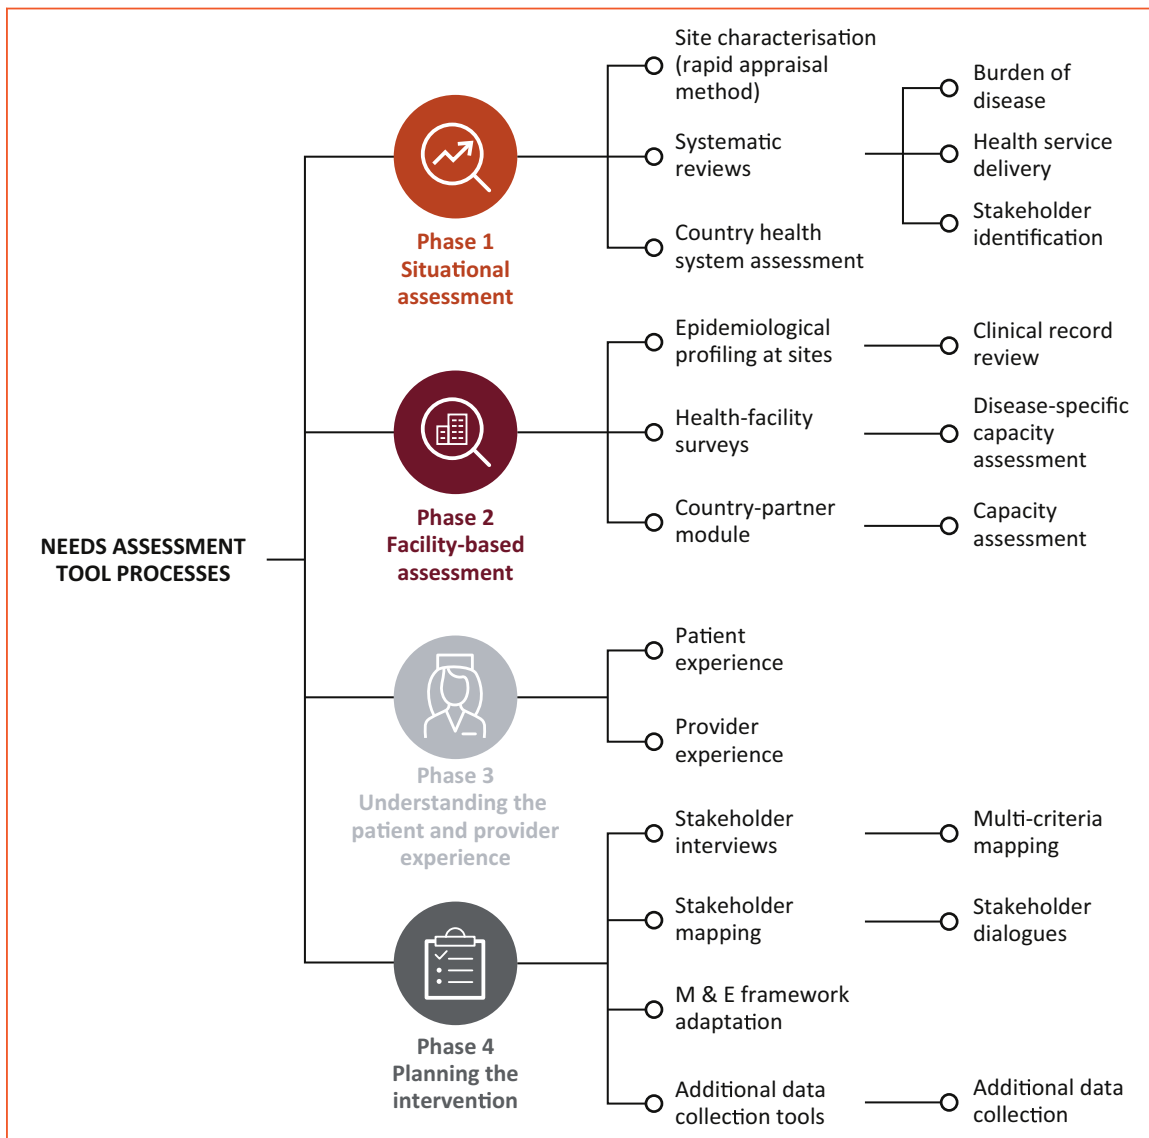 NEEDS ASSESSMENT
TOOL PROCESSES
Phase 1
Situational
assessment
Site characterisation
(rapid appraisal
method)
Systematic
reviews
Country health
system assessment
Burden of
disease
Health service
delivery
Stakeholder
identification
Phase 2
Facility-based
assessment
Epidemiological
profiling at sites
Health-facility
surveys
Country-partner
module
Clinical record
review
Disease-specific
capacity
assessment
Capacity
assessment
Phase 3
Understanding the
patient and provider
experience
Patient
experience
Provider
experience
Phase 4
Planning the
intervention
Stakeholder
interviews
Stakeholder
mapping
M & E framework
adaptation
Additional data
collection tools
Multi-criteria
mapping
Stakeholder
dialogues
Additional data
collection